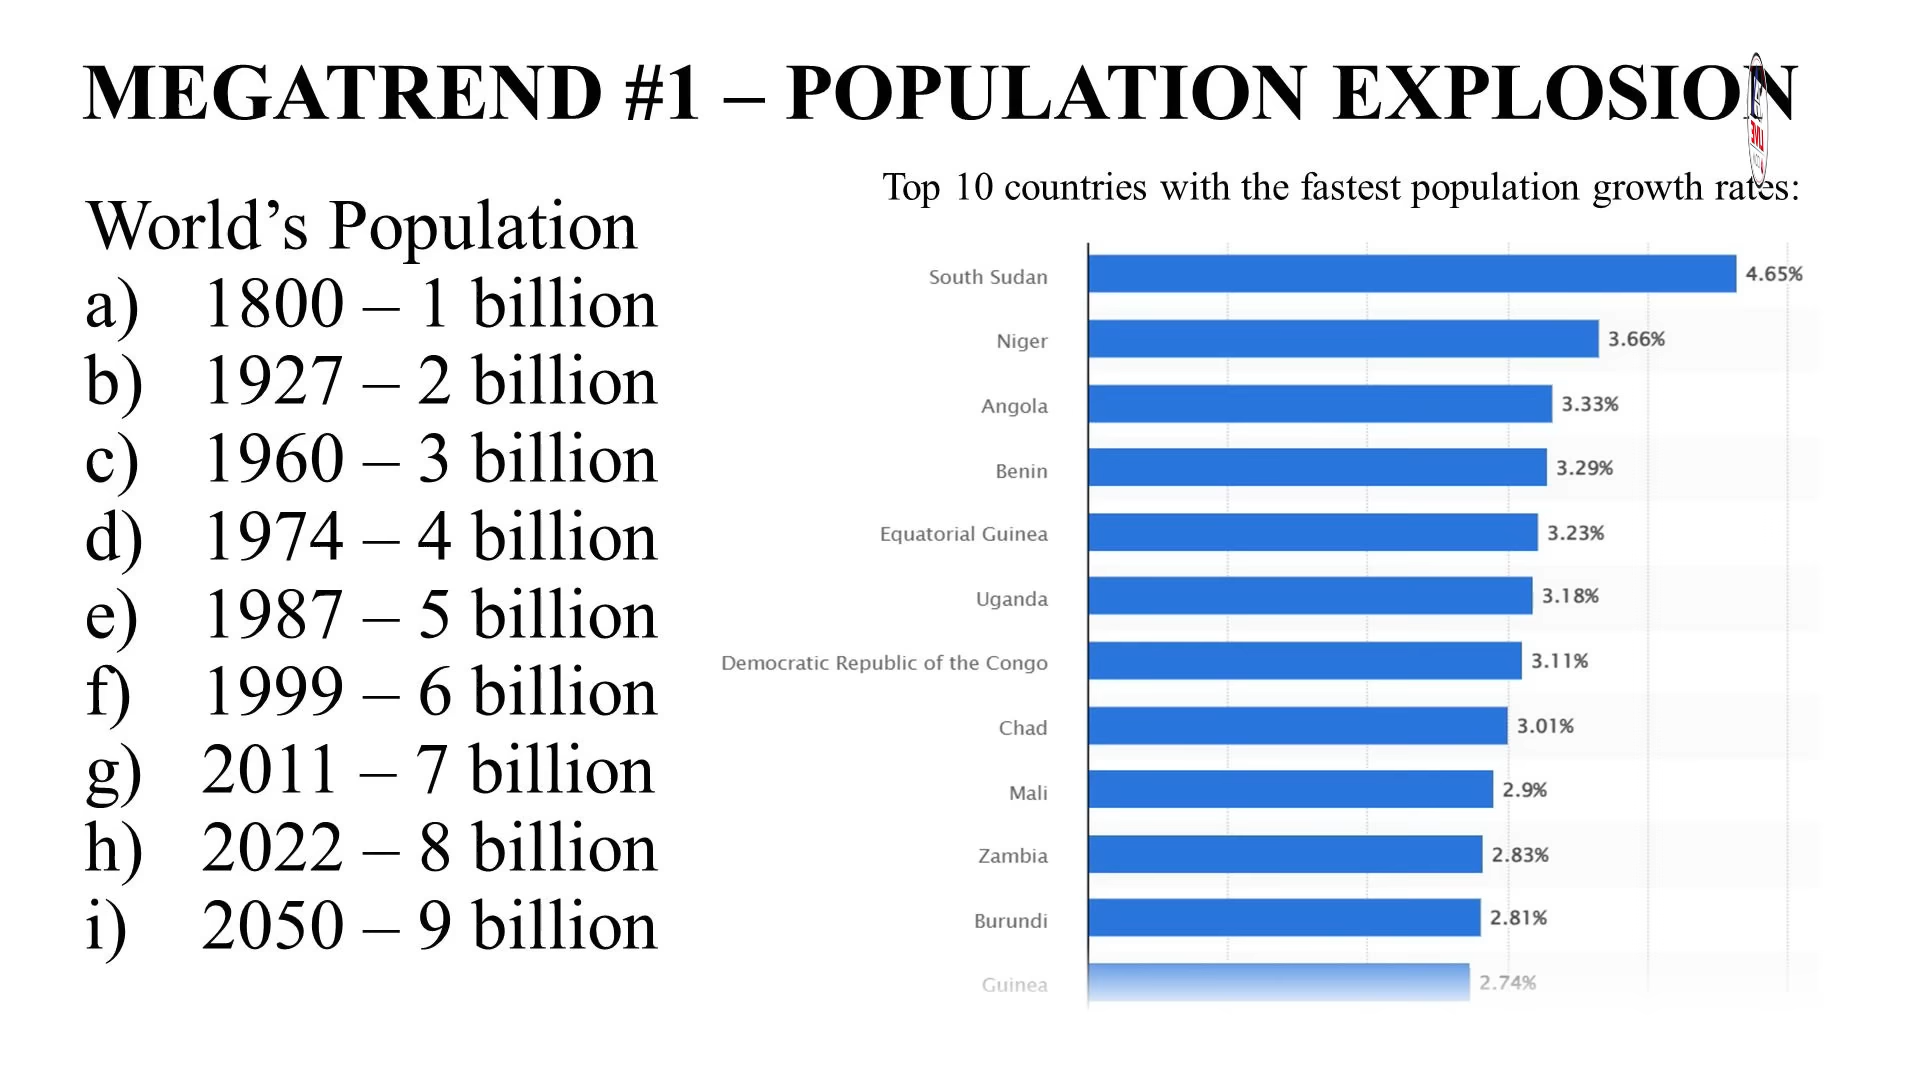 MEGATREND #1 – POPULATION EXPLOSION
World’s Population
a) 1800 – 1 billion
b) 1927 – 2 billion
c) 1960 – 3 billion
d) 1974 – 4 billion
e) 1987 – 5 billion
f) 1999 – 6 billion
g) 2011 – 7 billion
h) 2022 – 8 billion
i) 2050 – 9 billion
Top 10 countries with the fastest population growth rates:
South Sudan 4.65%
Niger 3.66%
Angola 3.33%
Benin 3.29%
Equatorial Guinea 3.23%
Uganda 3.18%
Democratic Republic of the Congo 3.11%
Chad 3.01%
Mali 2.9%
Zambia 2.83%
Burundi 2.81%
Guinea 2.74%